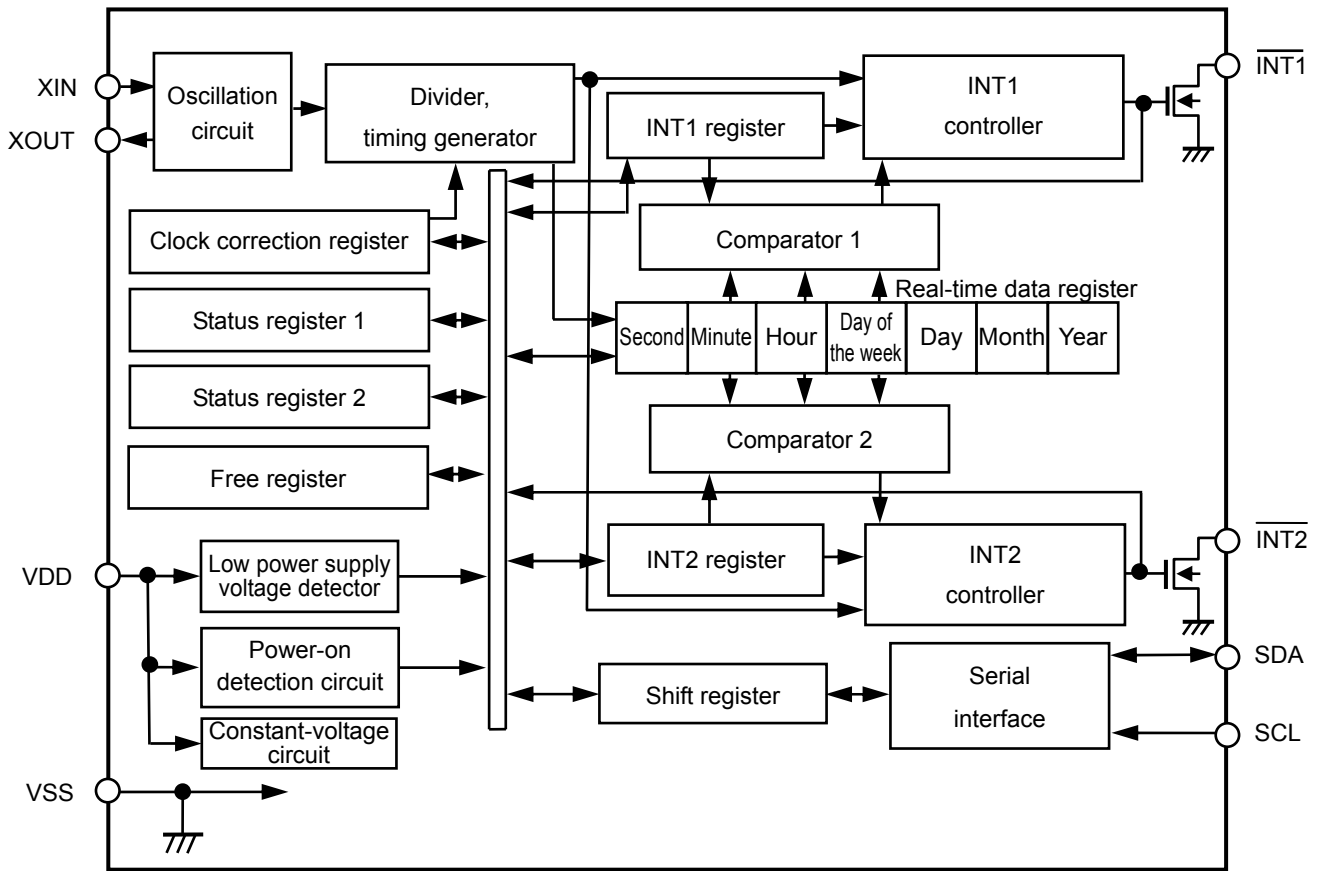 XIN
XOUT
Oscillation
circuit
Divider,
timing generator
INT1 register
INT1
controller
INT1
Clock correction register
Comparator 1
Real-time data register
Status register 1
Second
Minute
Hour
Day of
the week
Day
Month
Year
Status register 2
Comparator 2
Free register
VDD
Low power supply
voltage detector
INT2 register
INT2
controller
INT2
Power-on
detection circuit
Shift register
Serial
interface
SDA
SCL
Constant-voltage
circuit
VSS